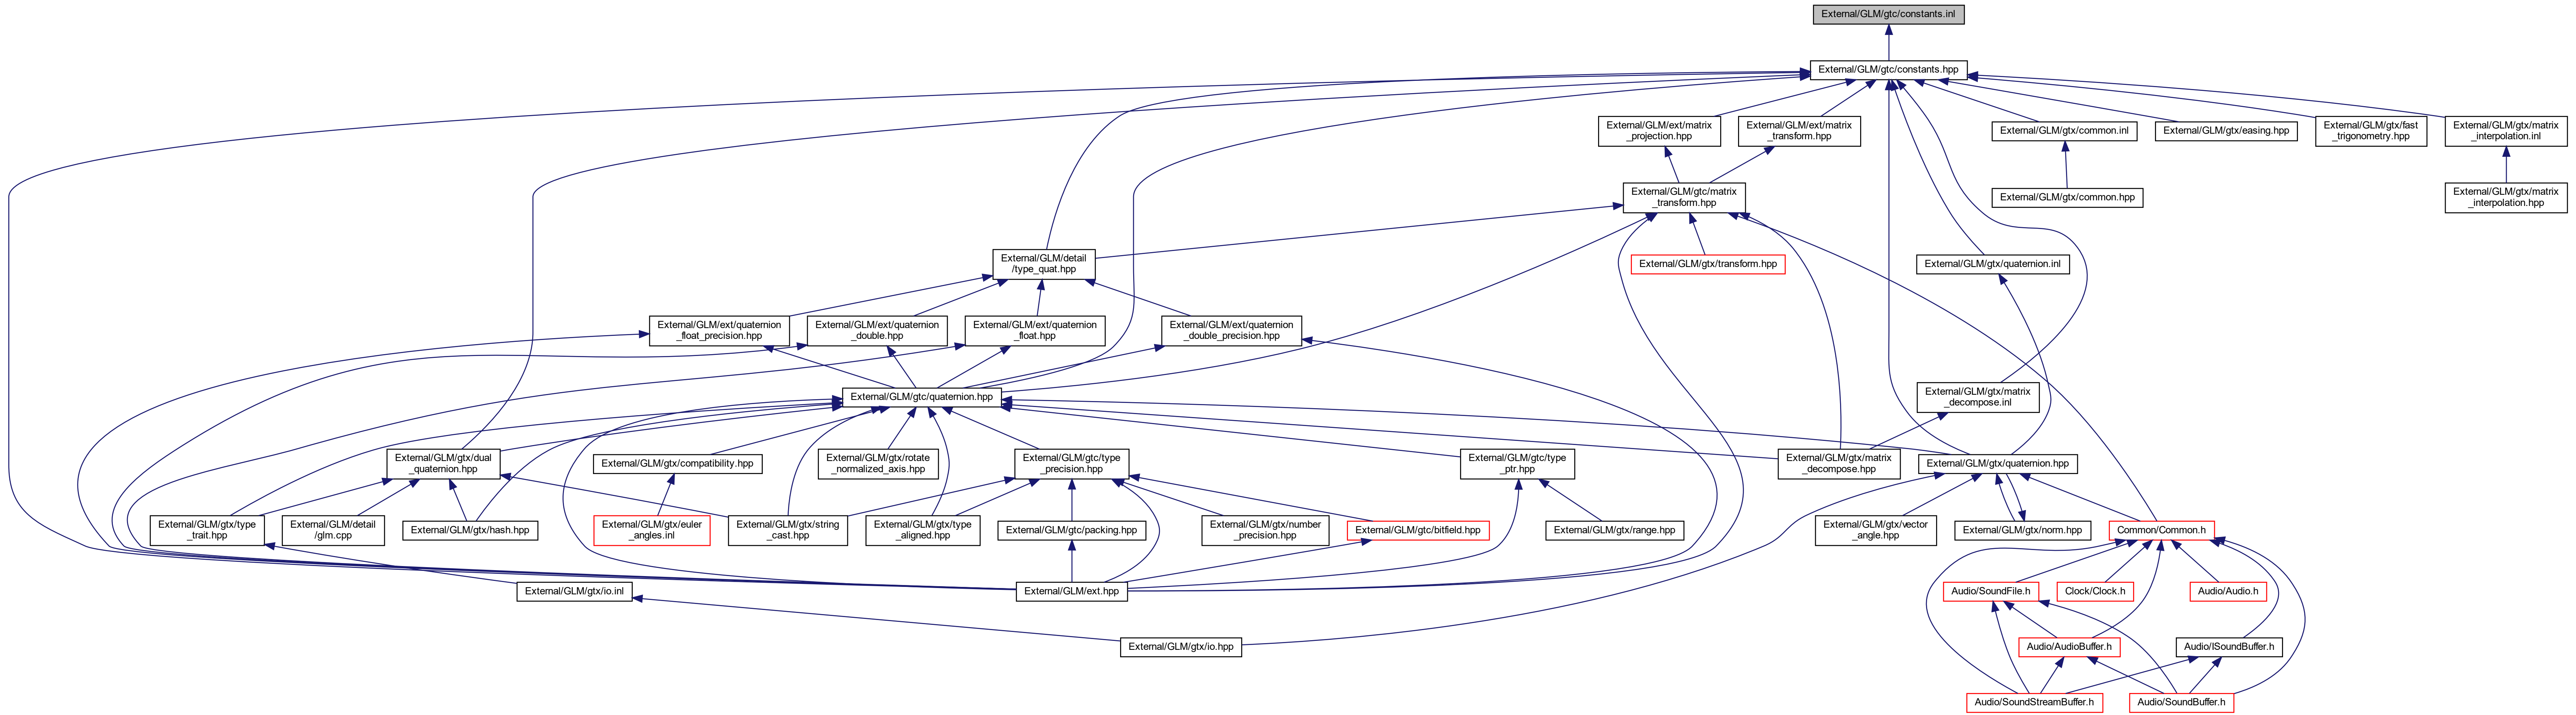 External/GLM/gtc/constants.inl
External/GLM/gtc/constants.hpp
External/GLM/ext/matrix
_projection.hpp
External/GLM/ext/matrix
_transform.hpp
External/GLM/gtx/common.inl
External/GLM/gtx/easing.hpp
External/GLM/gtx/fast
_trigonometry.hpp
External/GLM/gtx/matrix
_interpolation.inl
External/GLM/gtc/matrix
_transform.hpp
External/GLM/gtx/common.hpp
External/GLM/gtx/matrix
_interpolation.hpp
External/GLM/detail
/type_quat.hpp
External/GLM/gtx/transform.hpp
External/GLM/gtx/quaternion.inl
External/GLM/ext/quaternion
_float_precision.hpp
External/GLM/ext/quaternion
_double.hpp
External/GLM/ext/quaternion
_float.hpp
External/GLM/ext/quaternion
_double_precision.hpp
External/GLM/gtc/quaternion.hpp
External/GLM/gtx/matrix
_decompose.inl
External/GLM/gtx/dual
_quaternion.hpp
External/GLM/gtx/compatibility.hpp
External/GLM/gtx/rotate
_normalized_axis.hpp
External/GLM/gtc/type
_precision.hpp
External/GLM/gtc/type
_ptr.hpp
External/GLM/gtx/matrix
_decompose.hpp
External/GLM/gtx/quaternion.hpp
External/GLM/gtx/type
_trait.hpp
External/GLM/detail
/glm.cpp
External/GLM/gtx/hash.hpp
External/GLM/gtx/euler
_angles.inl
External/GLM/gtx/string
_cast.hpp
External/GLM/gtx/type
_aligned.hpp
External/GLM/gtc/packing.hpp
External/GLM/gtx/number
_precision.hpp
External/GLM/gtc/bitfield.hpp
External/GLM/gtx/range.hpp
External/GLM/gtx/vector
_angle.hpp
External/GLM/gtx/norm.hpp
Common/Common.h
External/GLM/gtx/io.inl
External/GLM/ext.hpp
Audio/SoundFile.h
Clock/Clock.h
Audio/Audio.h
External/GLM/gtx/io.hpp
Audio/AudioBuffer.h
Audio/ISoundBuffer.h
Audio/SoundStreamBuffer.h
Audio/SoundBuffer.h